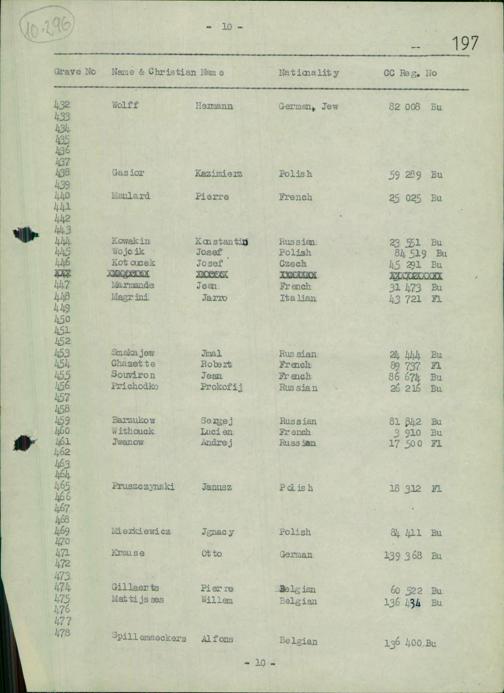 10.296
- 10 -
197
Grave No Name & Christian Name Nationality CC Reg. No
432 Wolff Hermann German, Jew 82 008 Bu
433
434
435
436
437
438 Gasior Kazimierz Polish 59 289 Bu
439
440 Maulard Pierre French 25 025 Bu
441
442
443
444 Kowakin Konstantin Russian 23 551 Bu
445 Wojcik Josef Polish 84 519 Bu
446 Kotoucek Josef Czech 45 291 Bu
447 Marmande Jean French 31 473 Bu
448 Magrini Jarro Italian 43 721 Fl
449
450
451
452
453 Smakajew Jmal Russian 24 444 Bu
454 Chazette Robert French 89 737 Fl
455 Souviron Jean French 86 674 Bu
456 Prichodko Prokofij Russian 26 216 Bu
457
458
459 Barzukow Sergej Russian 81 842 Bu
460 Withouck Lucien French 3 910 Bu
461 Jwanow Andrej Russian 17 500 Fl
462
463
464
465 Pruszczynski Janusz Polish 18 312 Fl
466
467
468
469 Mierkiewicz Jgnacy Polish 84 411 Bu
470
471 Krause Otto German 139 368 Bu
472
473
474 Gillaerts Pierre Belgian 60 522 Bu
475 Mattijsses Willem Belgian 136 434 Bu
476
477
478 Spillenseckers Alfons Belgian 136 400 Bu
- 10 -